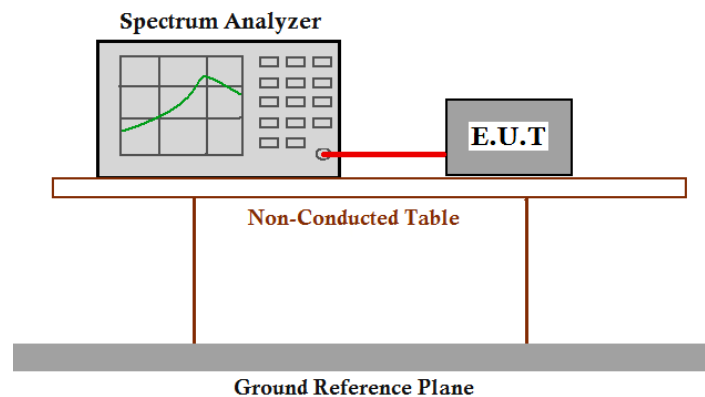 Spectrum Analyzer
E.U.T
Non-Conducted Table
Ground Reference Plane